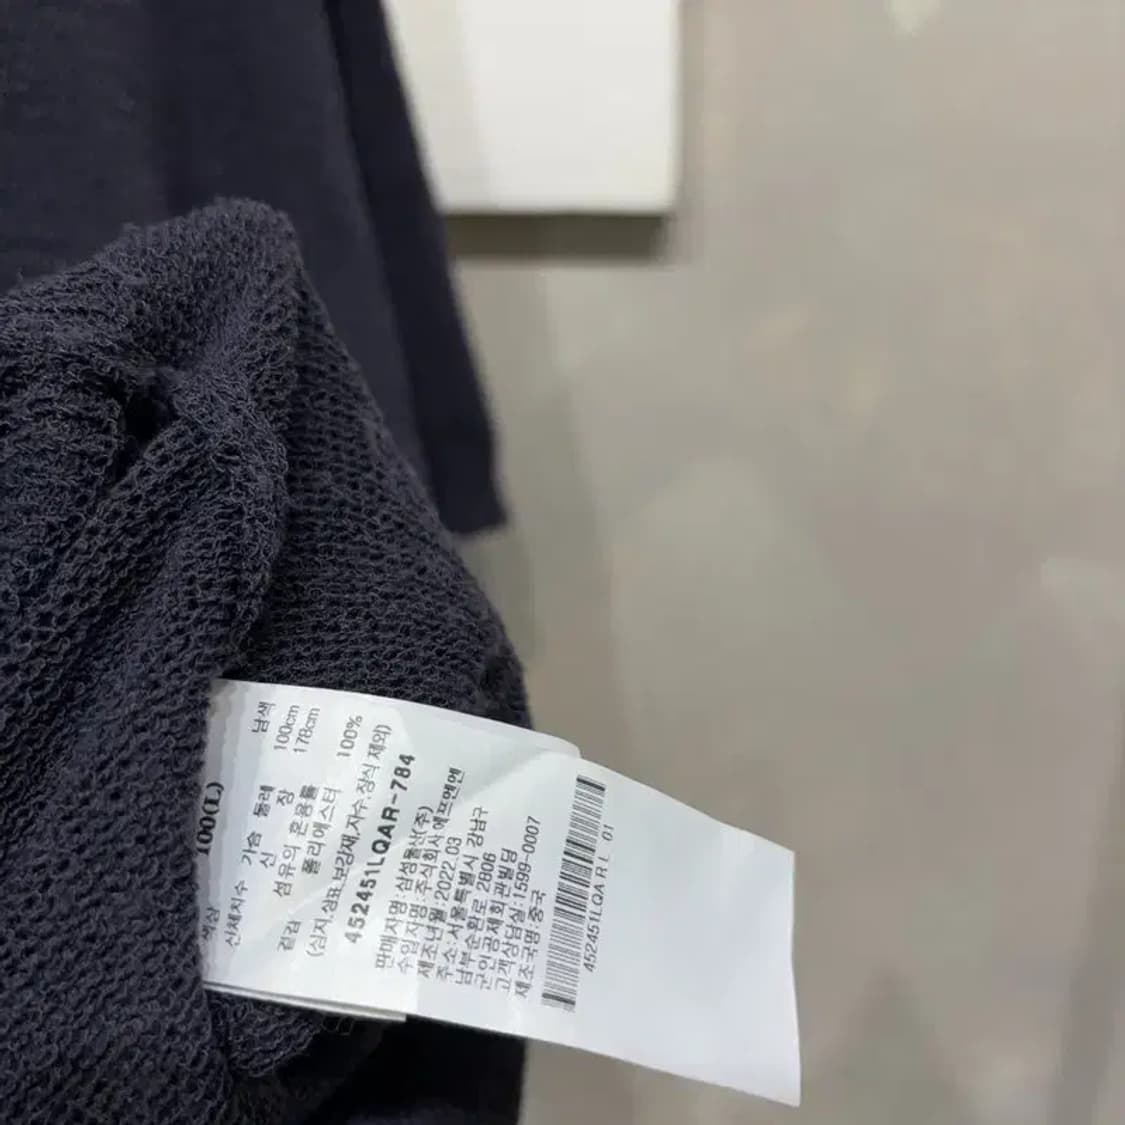 100(L)
색상 남색
신체치수 가슴 둘레 100cm
신 장 178cm
섬유의 혼용률
겉감 폴리에스터 100%
(심지,상표,보강재,자수,장식 제외)
452451LQAR-784
판매자명:삼성물산(주)
수입자명:주식회사에프엔엔
제조년월:2022.03
주소:서울특별시 강남구
남부순환로 2806
군인공제회관빌딩
고객상담실:1599-0007
제조국명:중국
452451LQARL 01